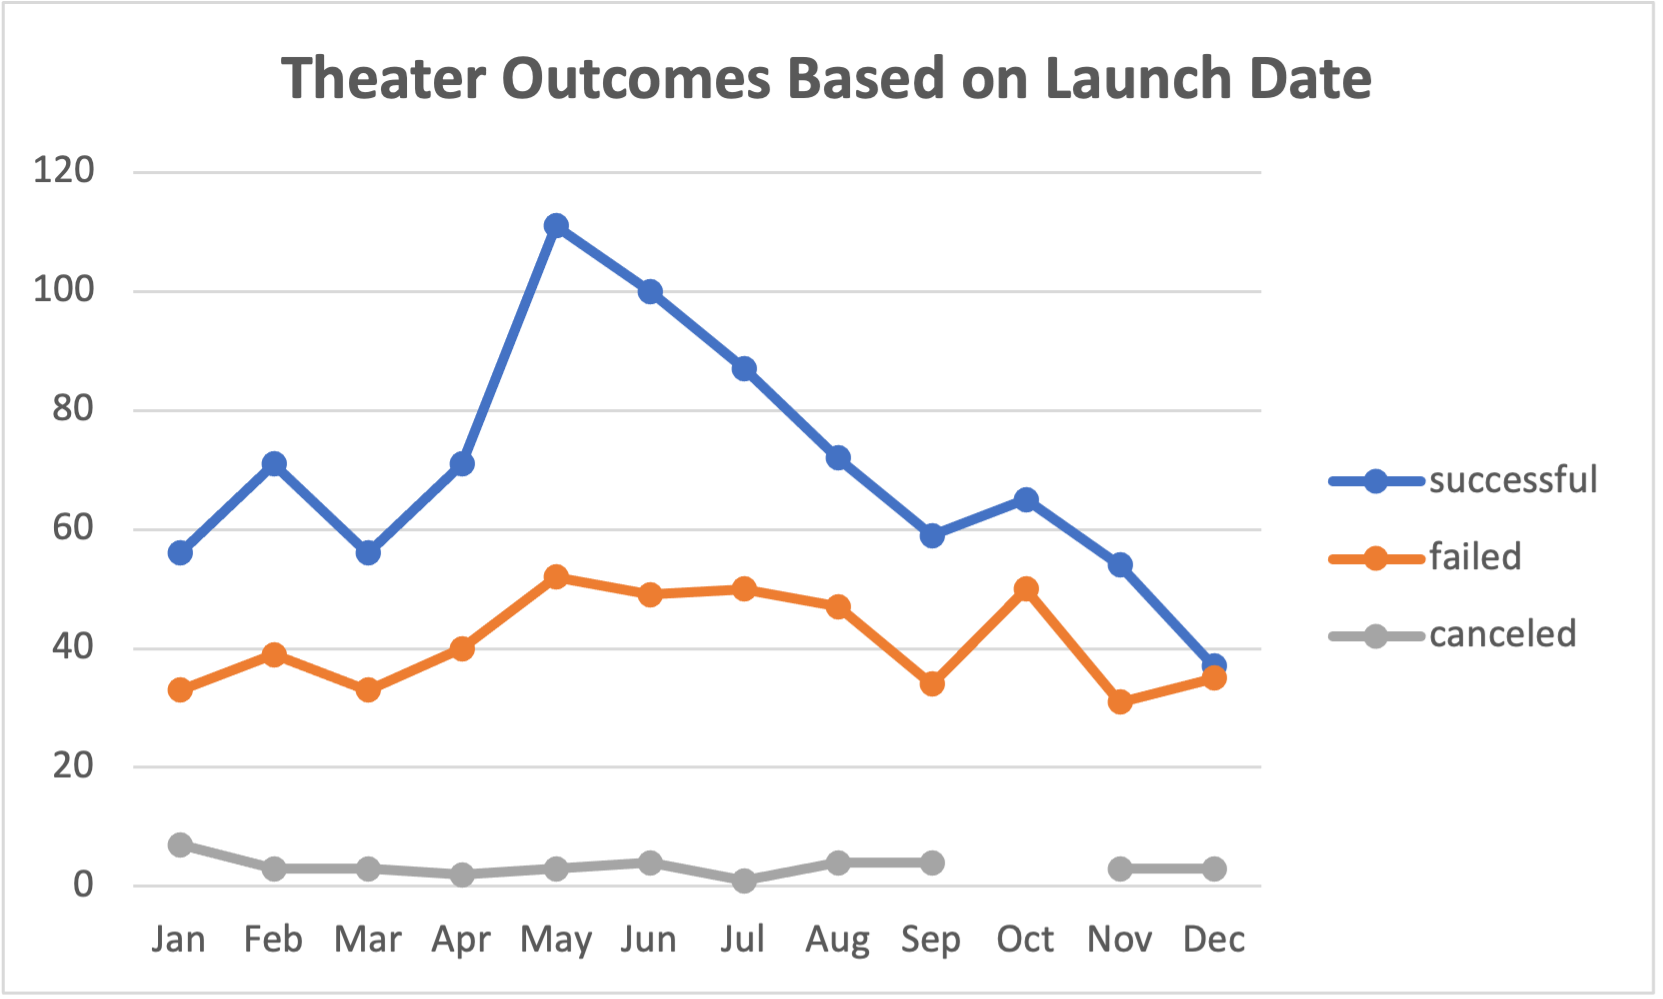 Theater Outcomes Based on Launch Date
120
100
80
60
40
20
0
Jan Feb Mar Apr May Jun Jul Aug Sep Oct Nov Dec
successful
failed
canceled